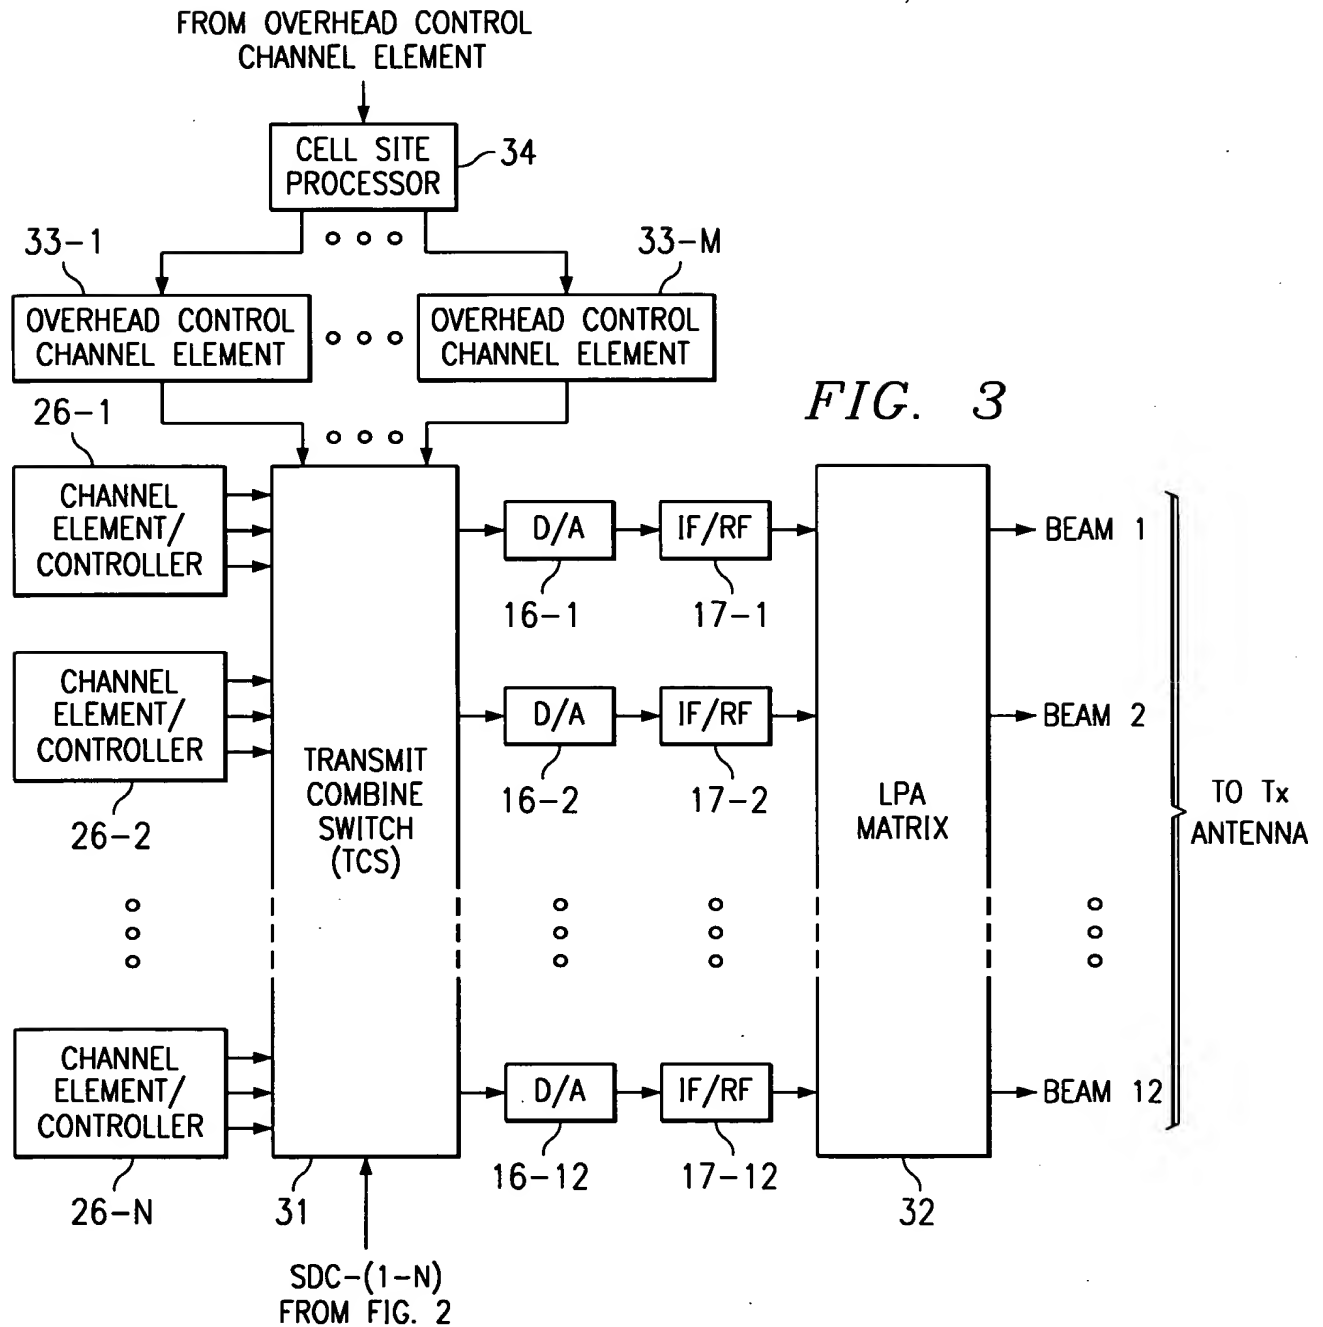 FROM OVERHEAD CONTROL
CHANNEL ELEMENT
CELL SITE
PROCESSOR
34
33-1
33-M
OVERHEAD CONTROL
CHANNEL ELEMENT
OVERHEAD CONTROL
CHANNEL ELEMENT
FIG. 3
26-1
CHANNEL
ELEMENT/
CONTROLLER
D/A
IF/RF
BEAM 1
16-1
17-1
CHANNEL
ELEMENT/
CONTROLLER
D/A
IF/RF
BEAM 2
26-2
16-2
17-2
TRANSMIT
COMBINE
SWITCH
(TCS)
LPA
MATRIX
TO Tx
ANTENNA
CHANNEL
ELEMENT/
CONTROLLER
D/A
IF/RF
BEAM 12
26-N
31
16-12
17-12
32
SDC-(1-N)
FROM FIG. 2